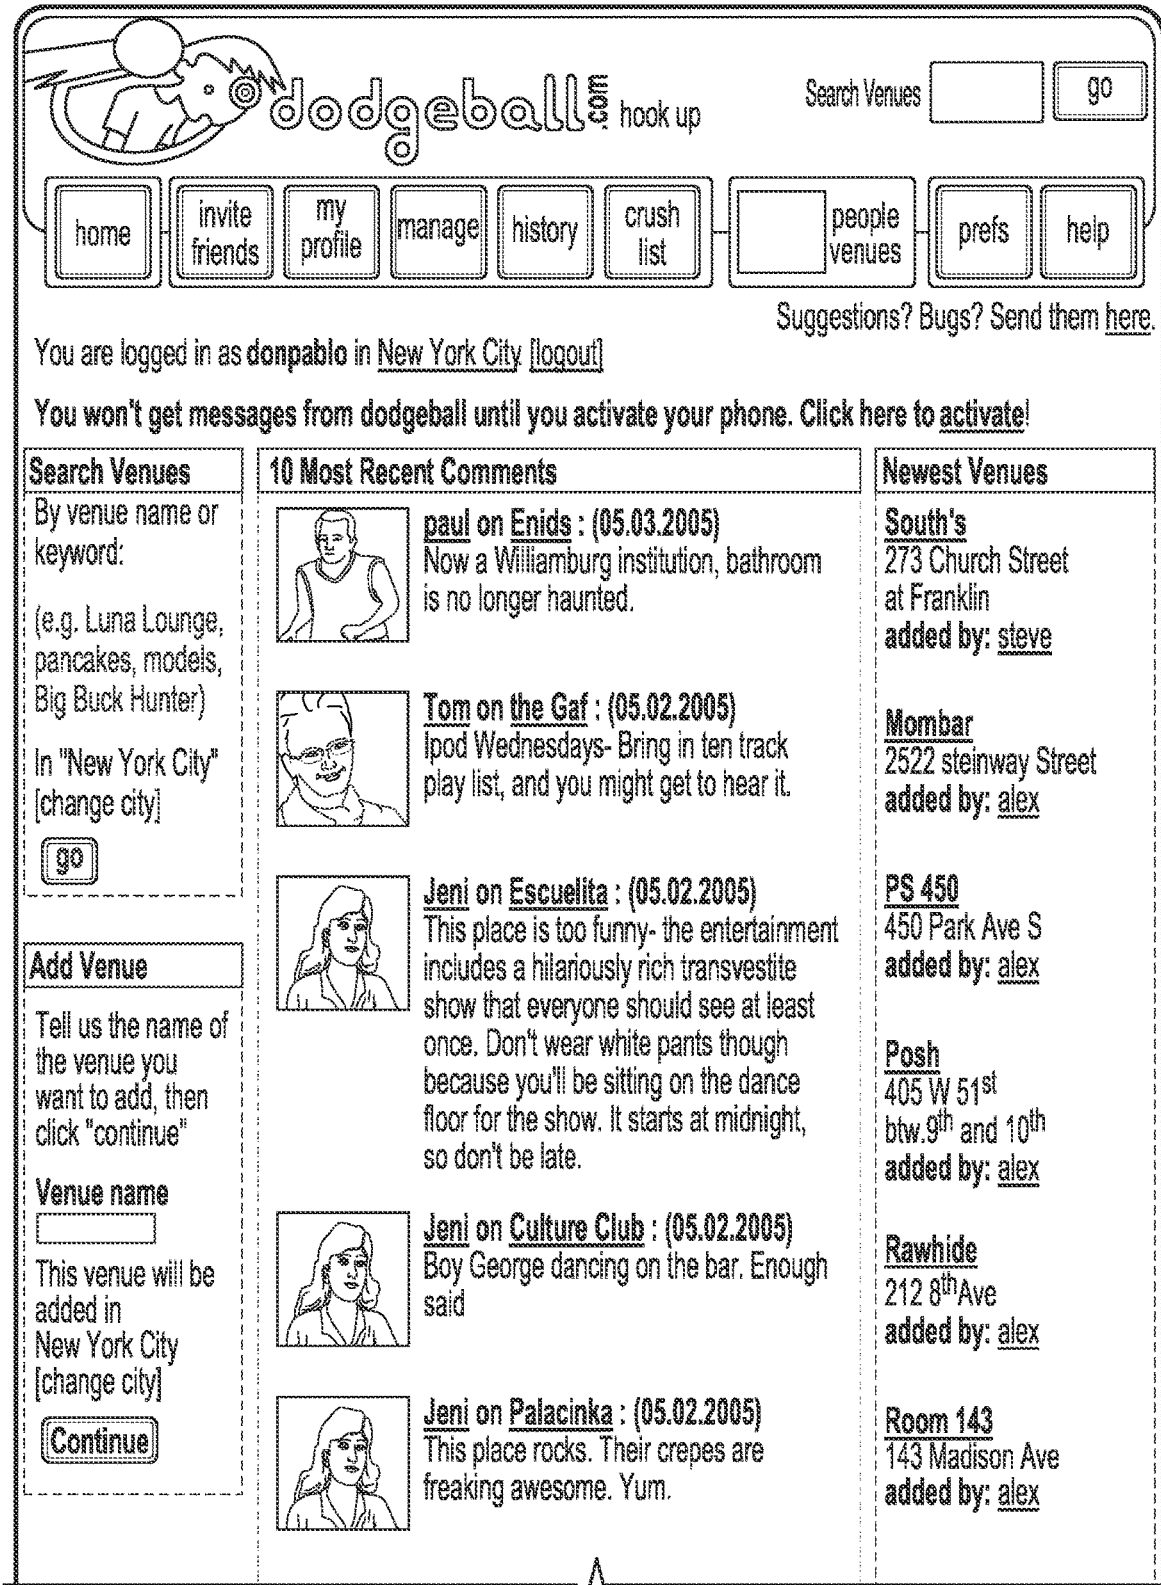 dodgeball.com hook up
Search Venues
go
home
invite
friends
my
profile
manage
history
crush
list
people
venues
prefs
help
Suggestions? Bugs? Send them here.
You are logged in as donpablo in New York City. [logout]
You won't get messages from dodgeball until you activate your phone. Click here to activate!
Search Venues
By venue name or
keyword:
(e.g. Luna Lounge,
pancakes, models,
Big Buck Hunter)
In "New York City"
[change city]
go
Add Venue
Tell us the name of
the venue you
want to add, then
click "continue"
Venue name
This venue will be
added in
New York City
[change city]
Continue
10 Most Recent Comments
paul on Enids : (05.03.2005)
Now a Williamburg institution, bathroom
is no longer haunted.
Tom on the Gaf : (05.02.2005)
Ipod Wednesdays- Bring in ten track
play list, and you might get to hear it.
Jeni on Escuelita : (05.02.2005)
This place is too funny- the entertainment
includes a hilariously rich transvestite
show that everyone should see at least
once. Don't wear white pants though
because you'll be sitting on the dance
floor for the show. It starts at midnight,
so don't be late.
Jeni on Culture Club : (05.02.2005)
Boy George dancing on the bar. Enough
said
Jeni on Palacinka : (05.02.2005)
This place rocks. Their crepes are
freaking awesome. Yum.
Newest Venues
South's
273 Church Street
at Franklin
added by: steve
Mombar
2522 steinway Street
added by: alex
PS 450
450 Park Ave S
added by: alex
Posh
405 W 51st
btw.9th and 10th
added by: alex
Rawhide
212 8th Ave
added by: alex
Room 143
143 Madison Ave
added by: alex